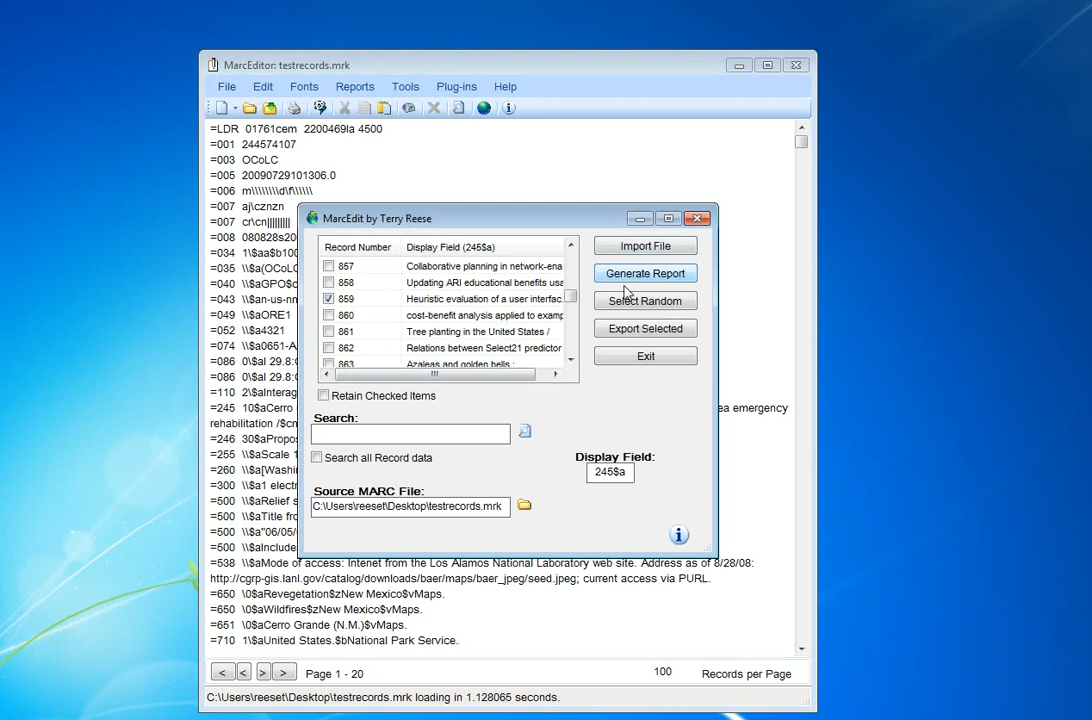 MarcEditor: testrecords.mrk
File Edit Fonts Reports Tools Plug-ins Help
=LDR 01761cem 2200469Ia 4500
=001 244574107
=003 OCoLC
=005 20090729101306.0
=006 m\\\\\\\\d\f\\\\\\
=007 aj\cznzn
=007 cr\cn|||||||||
=008 080828s20
=034 1\$aa$b100
=035 \\$a(OCoLC
=040 \\$aGPO$d
=043 \\$an-us-nm
=049 \\$aORE1
=052 \\$a4321
=074 \\$a0651-A
=086 0\$aI 29.8:C
=086 0\$aI 29.8:
=110 2\$aInterag
=245 10$aCerro ea emergency
rehabilitation /$cn
=246 30$aPropos
=255 \\$aScale 1
=260 \\$a[Washin
=300 \\$a1 electr
=500 \\$aRelief s
=500 \\$aTitle fro
=500 \\$a"06/05/
=500 \\$aInclude
=538 \\$aMode of access: Intenet from the Los Alamos National Laboratory web site. Address as of 8/28/08:
http://cgrp-gis.lanl.gov/catalog/downloads/baer/maps/baer_jpeg/seed.jpeg; current access via PURL.
=650 \0$aRevegetation$zNew Mexico$vMaps.
=650 \0$aWildfires$zNew Mexico$vMaps.
=651 \0$aCerro Grande (N.M.)$vMaps.
=710 1\$aUnited States.$bNational Park Service.
MarcEdit by Terry Reese
Record Number Display Field (245$a)
857 Collaborative planning in network-ena
858 Updating ARI educational benefits usa
859 Heuristic evaluation of a user interfac
860 cost-benefit analysis applied to examp
861 Tree planting in the United States /
862 Relations between Select21 predictor
863 Azaleas and golden bells :
Import File
Generate Report
Select Random
Export Selected
Exit
Retain Checked Items
Search:
Search all Record data
Display Field:
245$a
Source MARC File:
C:\Users\reeset\Desktop\testrecords.mrk
< < > > Page 1 - 20 100 Records per Page
C:\Users\reeset\Desktop\testrecords.mrk loading in 1.128065 seconds.